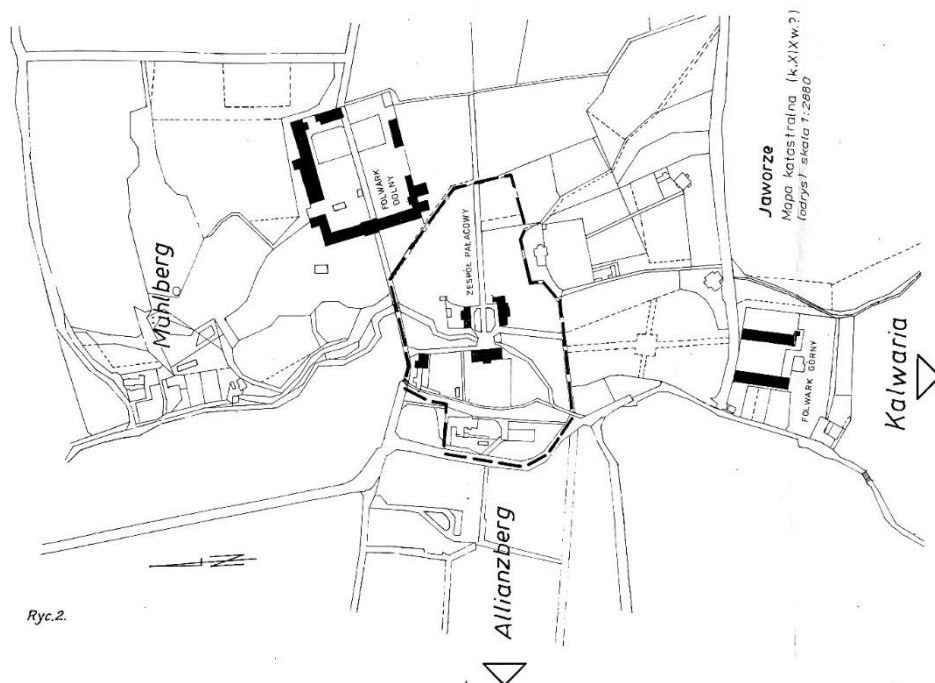 Jaworze
Mapa katastralna (k.XIXw.?)
(odrys) skala 1:2880
FOLWARK
DOLNY
ZESPÓŁ PAŁACOWY
Mühlberg
FOLWARK GÓRNY
Kalwaria
Allianzberg
N
Ryc.2.